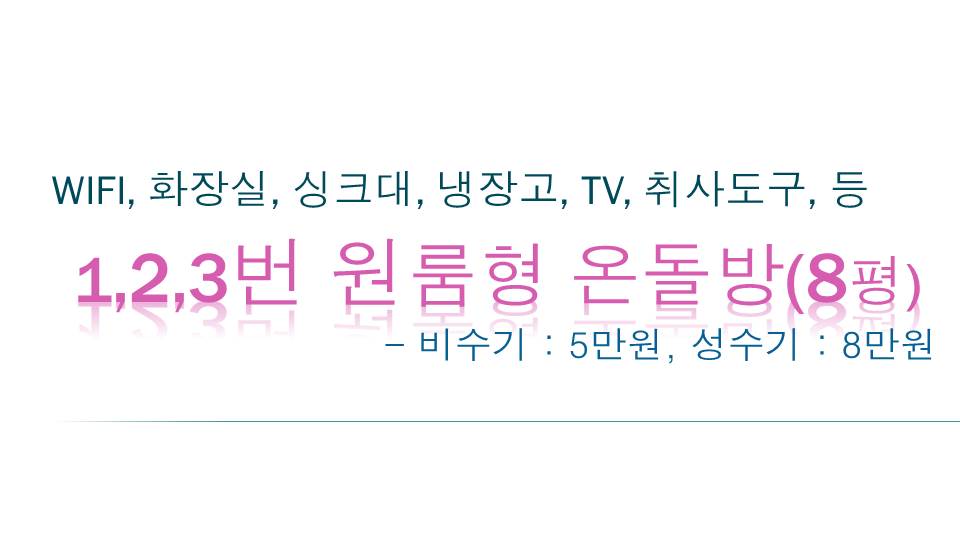 WIFI, 화장실, 싱크대, 냉장고, TV, 취사도구, 등
1,2,3번 원룸형 온돌방(8평)
– 비수기 : 5만원, 성수기 : 8만원